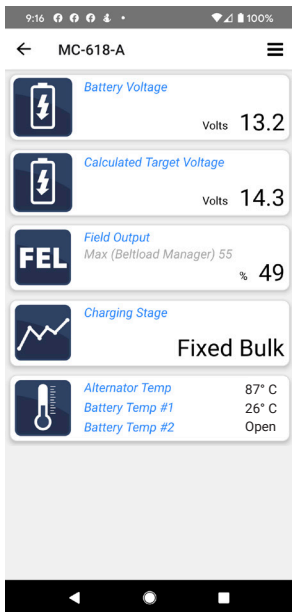 9:16 100%
MC-618-A
Battery Voltage
Volts 13.2
Calculated Target Voltage
Volts 14.3
FEL
Field Output
Max (Beltload Manager) 55
% 49
Charging Stage
Fixed Bulk
Alternator Temp 87° C
Battery Temp #1 26° C
Battery Temp #2 Open